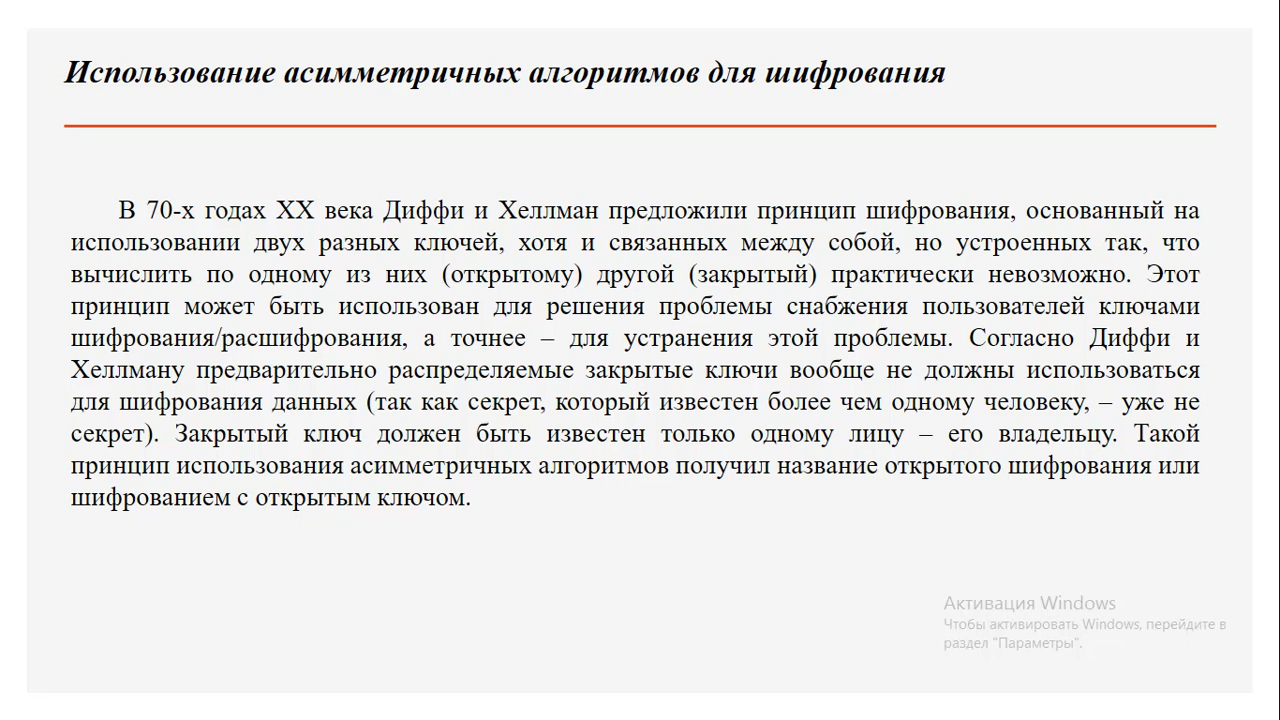 Использование асимметричных алгоритмов для шифрования
В 70-х годах XX века Диффи и Хеллман предложили принцип шифрования, основанный на
использовании двух разных ключей, хотя и связанных между собой, но устроенных так, что
вычислить по одному из них (открытому) другой (закрытый) практически невозможно. Этот
принцип может быть использован для решения проблемы снабжения пользователей ключами
шифрования/расшифрования, а точнее – для устранения этой проблемы. Согласно Диффи и
Хеллману предварительно распределяемые закрытые ключи вообще не должны использоваться
для шифрования данных (так как секрет, который известен более чем одному человеку, – уже не
секрет). Закрытый ключ должен быть известен только одному лицу – его владельцу. Такой
принцип использования асимметричных алгоритмов получил название открытого шифрования или
шифрованием с открытым ключом.
Активация Windows
Чтобы активировать Windows, перейдите в
раздел "Параметры".